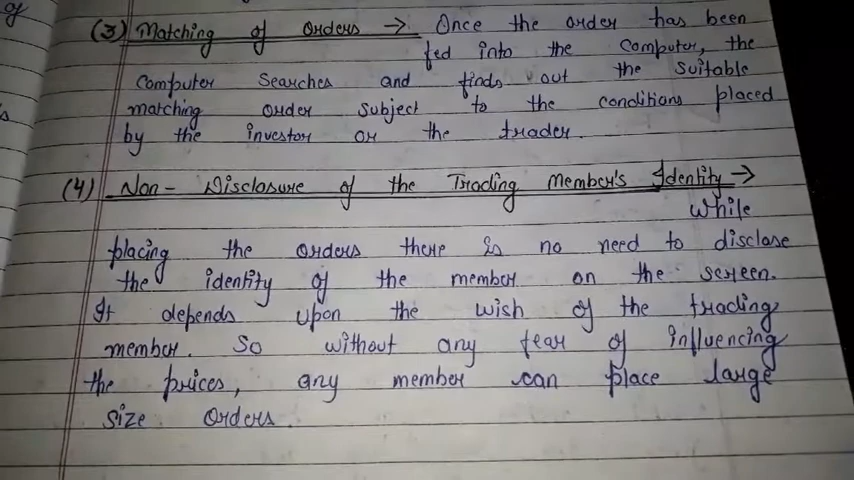 g
(3) Matching of Orders → Once the order has been
fed into the computer, the
computer searches and finds out the suitable
matching order subject to the conditions placed
by the investor or the trader.
(4) Non-Disclosure of the Trading Member's Identity →
While
placing the orders there is no need to disclose
the identity of the member on the screen.
It depends upon the wish of the trading
member. So without any fear of influencing
the prices, any member can place large
size orders.